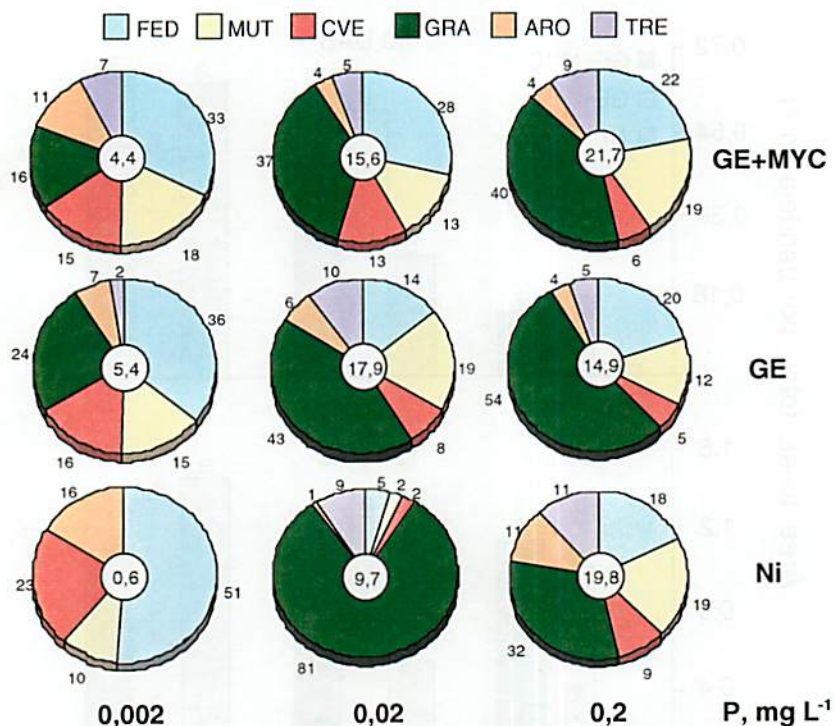 FED MUT CVE GRA ARO TRE
7 33 18 15 16 11 4,4
5 28 13 13 37 4 15,6
9 22 19 6 40 4 21,7
GE+MYC
2 36 15 16 24 7 5,4
10 14 19 8 43 6 17,9
5 20 12 5 54 4 14,9
GE
51 10 23 16 0,6
9 5 2 2 81 1 9,7
11 18 19 9 32 11 19,8
Ni
0,002 0,02 0,2 P, mg L-1